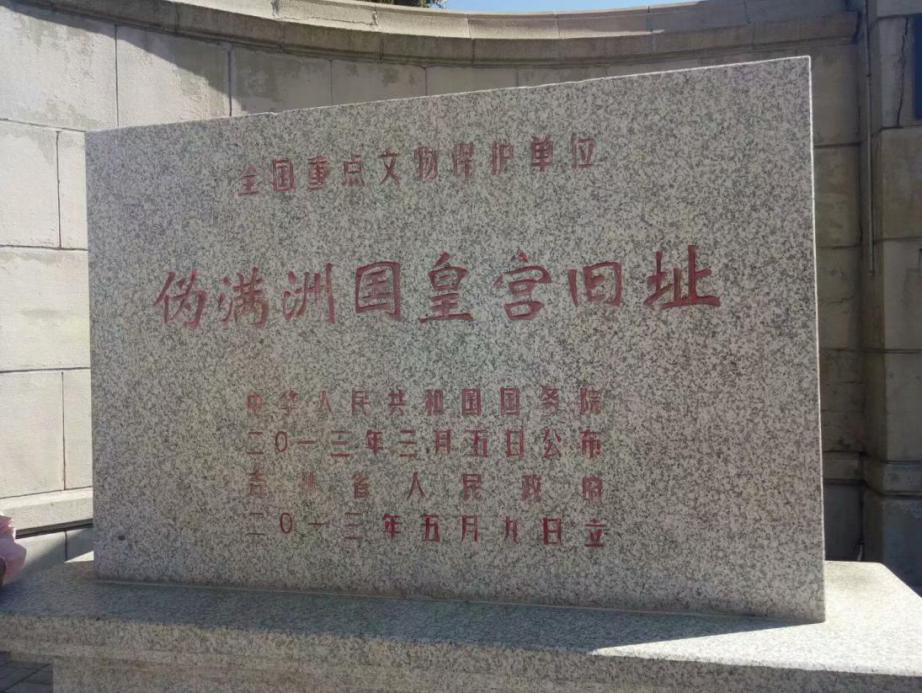 全国重点文物保护单位
伪满洲国皇宫旧址
中华人民共和国国务院
二〇一三年三月五日公布
吉林省人民政府
二〇一三年五月九日立